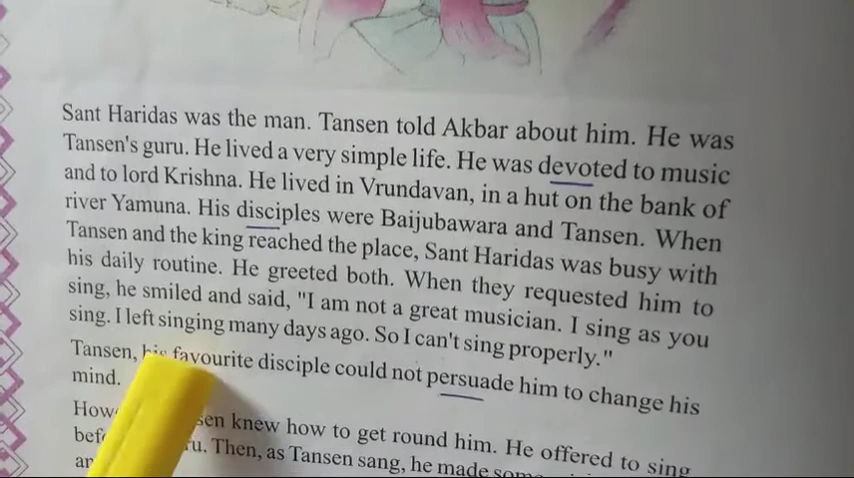 Sant Haridas was the man. Tansen told Akbar about him. He was
Tansen's guru. He lived a very simple life. He was devoted to music
and to lord Krishna. He lived in Vrundavan, in a hut on the bank of
river Yamuna. His disciples were Baijubawara and Tansen. When
Tansen and the king reached the place, Sant Haridas was busy with
his daily routine. He greeted both. When they requested him to
sing, he smiled and said, "I am not a great musician. I sing as you
sing. I left singing many days ago. So I can't sing properly."
Tansen, his favourite disciple could not persuade him to change his
mind.
knew how to get round him. He offered to sing
Then, as Tansen sang, he made